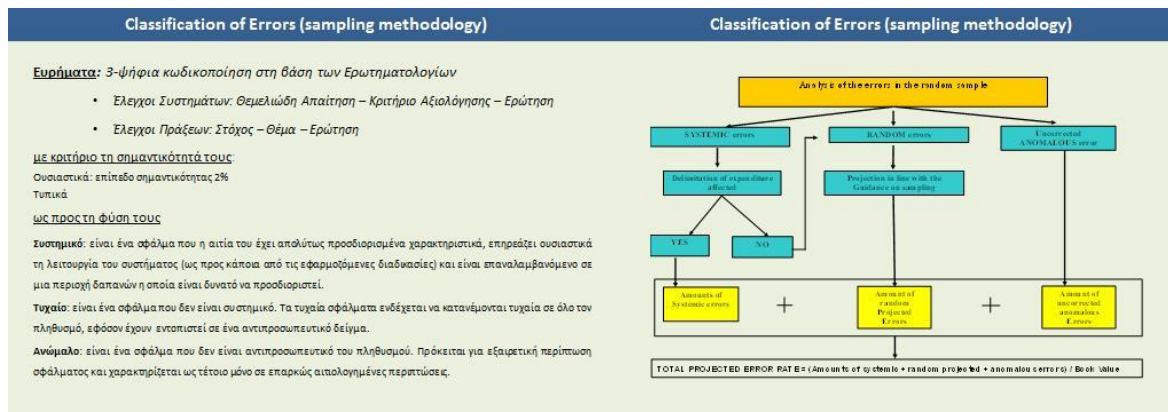 Classification of Errors (sampling methodology)
Ευρήματα: 3-ψήφια κωδικοποίηση στη βάση των Ερωτηματολογίων
• Έλεγχοι Συστημάτων: Θεμελιώδη Απαίτηση – Κριτήριο Αξιολόγησης – Ερώτηση
• Έλεγχοι Πράξεων: Στόχος – Θέμα – Ερώτηση
με κριτήριο τη σημαντικότητά τους:
Ουσιαστικά: επίπεδο σημαντικότητας 2%
Τυπικά
ως προς τη φύση τους
Συστημικό: είναι ένα σφάλμα που η αιτία του έχει απολύτως προσδιορισμένα χαρακτηριστικά, επηρεάζει ουσιαστικά
τη λειτουργία του συστήματος (ως προς κάποια από τις εφαρμοζόμενες διαδικασίες) και είναι επαναλαμβανόμενο σε
μια περιοχή δαπανών η οποία είναι δυνατό να προσδιοριστεί.
Τυχαίο: είναι ένα σφάλμα που δεν είναι συστημικό. Τα τυχαία σφάλματα ενδέχεται να κατανέμονται τυχαία σε όλο τον
πληθυσμό, εφόσον έχουν εντοπιστεί σε ένα αντιπροσωπευτικό δείγμα.
Ανώμαλο: είναι ένα σφάλμα που δεν είναι αντιπροσωπευτικό του πληθυσμού. Πρόκειται για εξαιρετική περίπτωση
σφάλματος και χαρακτηρίζεται ως τέτοιο μόνο σε επαρκώς αιτιολογημένες περιπτώσεις.
Classification of Errors (sampling methodology)
Analysis of the errors in the random sample
SYSTEMIC errors
RANDOM errors
Uncorrected
ANOMALOUS error
Delimitation of expenditure
affected
Projection in line with the
Guidance on sampling
YES
NO
Amounts of
Systemic errors
+
Amount of
random
Projected
Errors
+
Amount of
uncorrected
anomalous
Errors
TOTAL PROJECTED ERROR RATE= (Amounts of systemic + random projected + anomalous errors) / Book Value